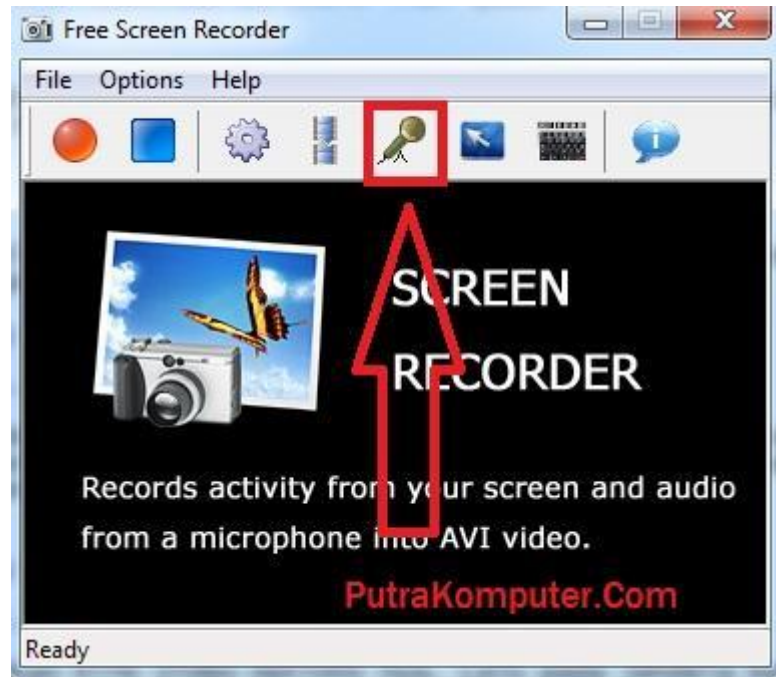 Free Screen Recorder
File Options Help
SCREEN
RECORDER
Records activity from your screen and audio
from a microphone into AVI video.
PutraKomputer.Com
Ready